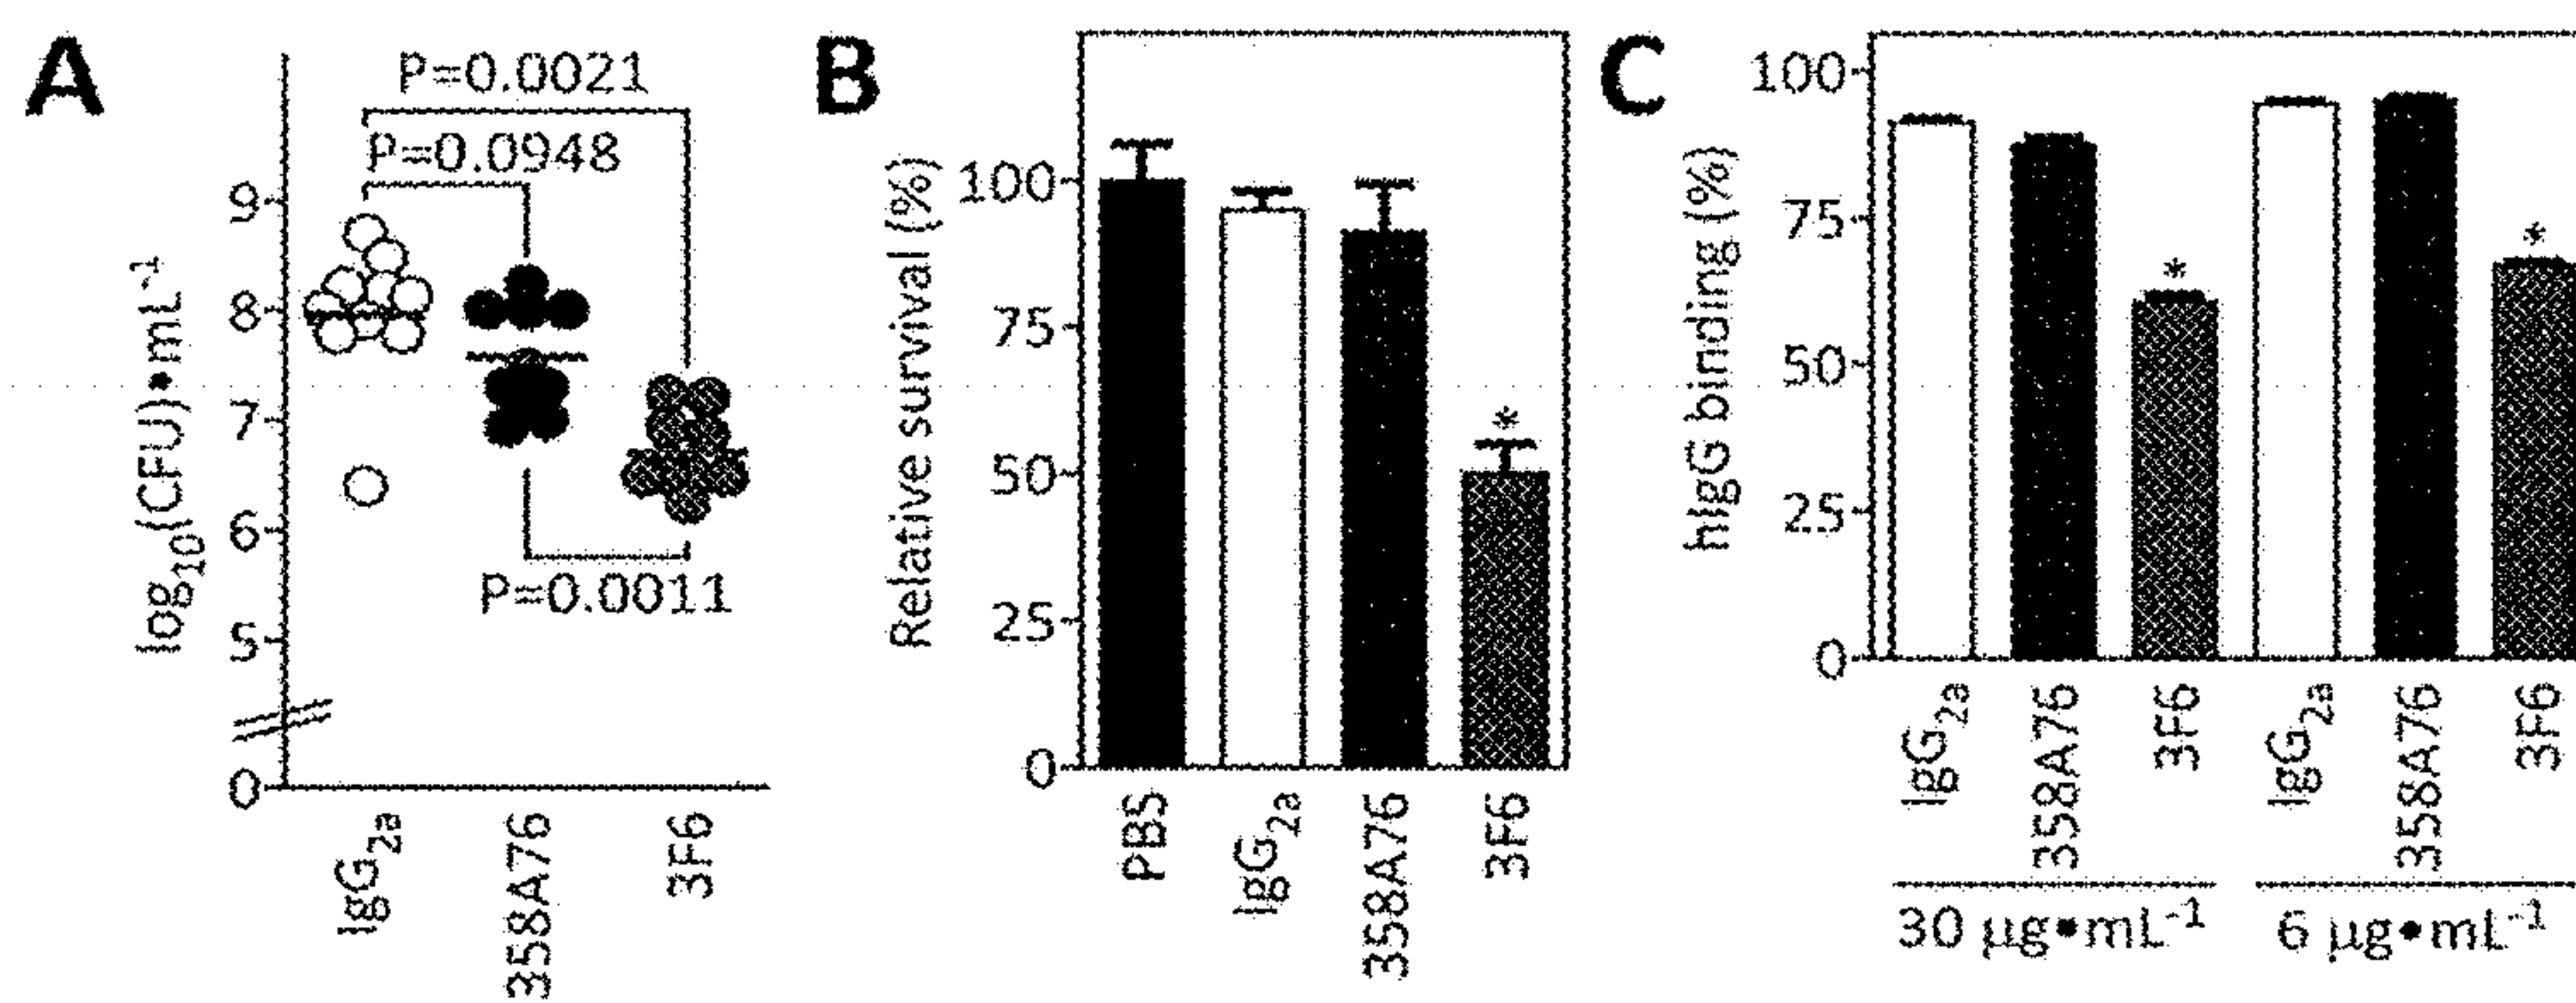 A
P=0.0021
P=0.0948
9
8
7
6
5
0
log10(CFU)•mL-1
P=0.0011
IgG2a
358A76
3F6
B
Relative survival (%)
100
75
50
25
0
*
PBS
IgG2a
358A76
3F6
C
hIgG binding (%)
100
75
50
25
0
*
*
IgG2a
358A76
3F6
IgG2a
358A76
3F6
30 µg•mL-1
6 µg•mL-1